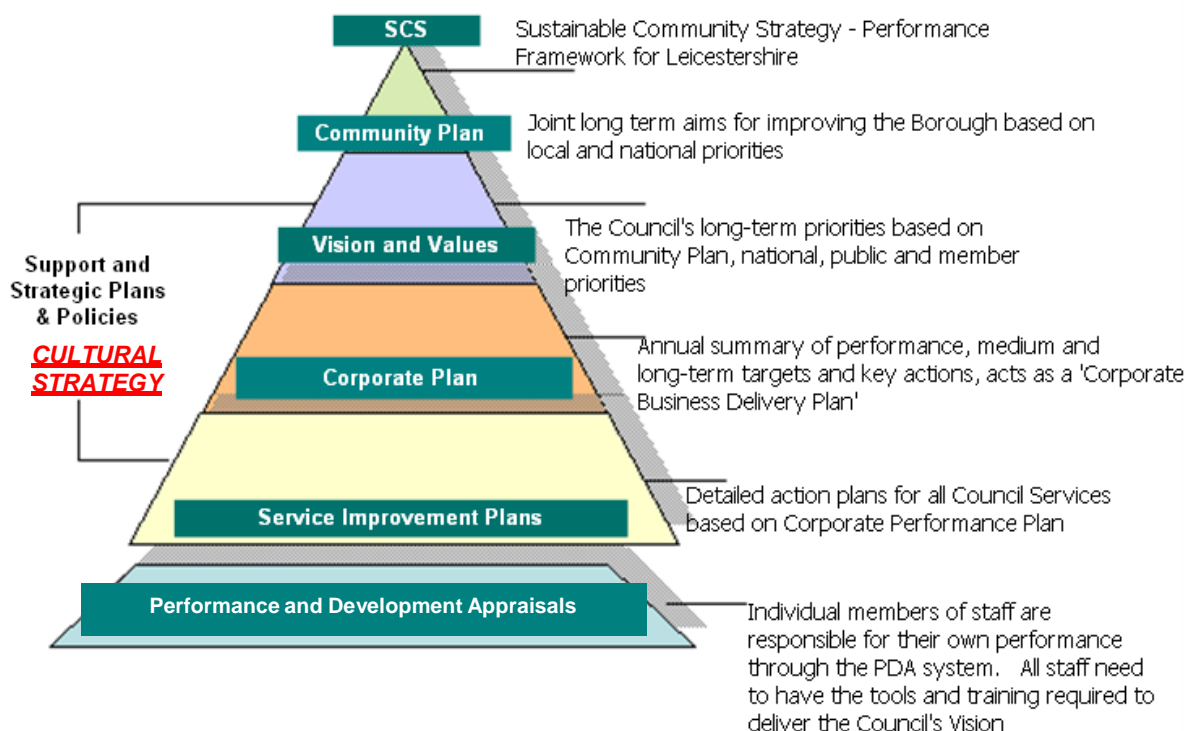 SCS
Sustainable Community Strategy - Performance
Framework for Leicestershire
Community Plan
Joint long term aims for improving the Borough based on
local and national priorities
Vision and Values
The Council's long-term priorities based on
Community Plan, national, public and member
priorities
Support and
Strategic Plans
& Policies
CULTURAL
STRATEGY
Corporate Plan
Annual summary of performance, medium and
long-term targets and key actions, acts as a 'Corporate
Business Delivery Plan'
Service Improvement Plans
Detailed action plans for all Council Services
based on Corporate Performance Plan
Performance and Development Appraisals
Individual members of staff are
responsible for their own performance
through the PDA system. All staff need
to have the tools and training required to
deliver the Council's Vision